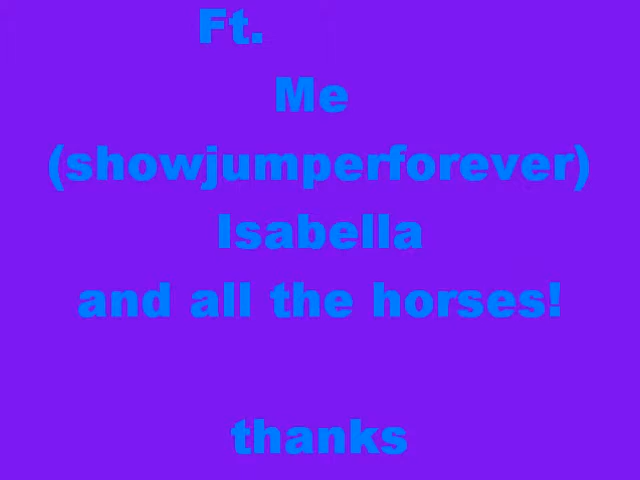 Ft.
Me
(showjumperforever)
Isabella
and all the horses!
thanks